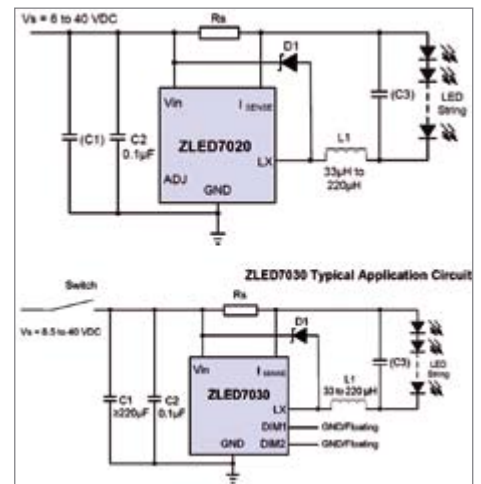 Vs = 6 to 40 VDC
Rs
D1
Vin
I SENSE
(C1)
C2
0.1µF
ZLED7020
LX
ADJ
GND
L1
33µH to
220µH
(C3)
LED
String
ZLED7030 Typical Application Circuit
Switch
Rs
Vs = 8.5 to 40 VDC
D1
Vin
I SENSE
C1
≥220µF
C2
0.1µF
ZLED7030
LX
L1
33 to 220 µH
(C3)
LED
String
DIM1
GND/Floating
DIM2
GND/Floating
GND